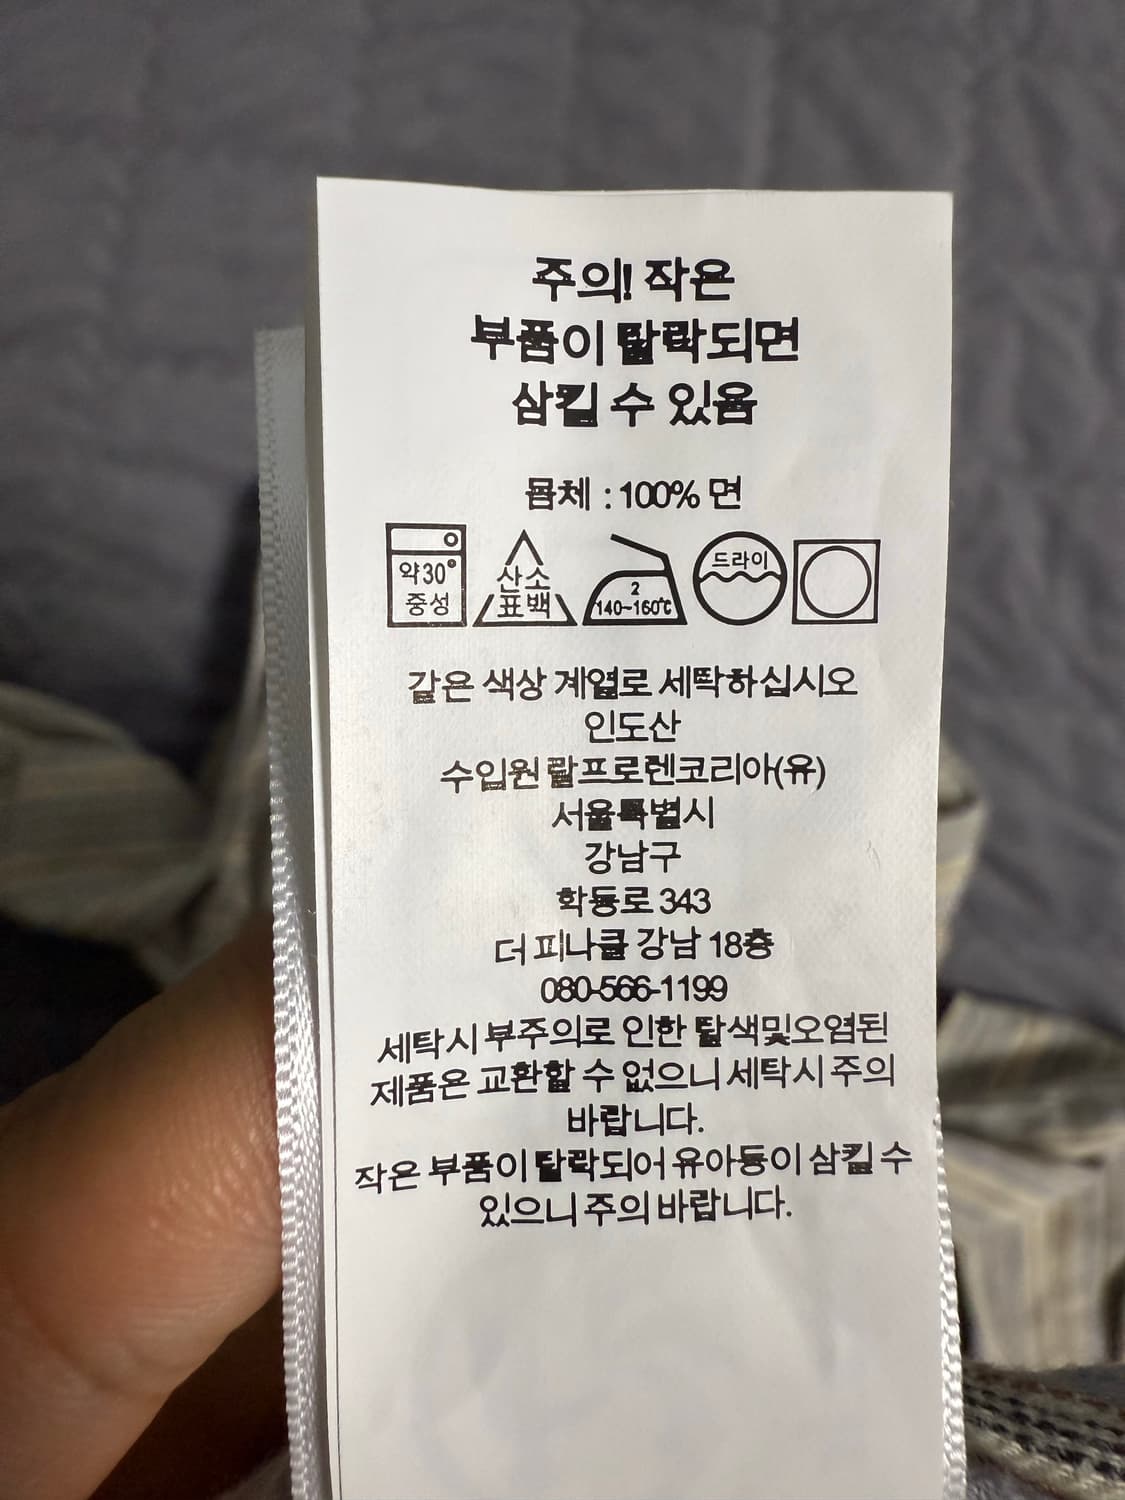 주의! 작은
부품이 탈락되면
삼킬 수 있음
몸체 : 100% 면
약30°
중성
산소
표백
2
140~160℃
드라이
같은 색상 계열로 세탁하십시오
인도산
수입원 랄프로렌코리아(유)
서울특별시
강남구
학동로 343
더 피나클 강남 18층
080-566-1199
세탁시 부주의로 인한 탈색및오염된
제품은 교환할 수 없으니 세탁시 주의
바랍니다.
작은 부품이 탈락되어 유아동이 삼킬 수
있으니 주의 바랍니다.